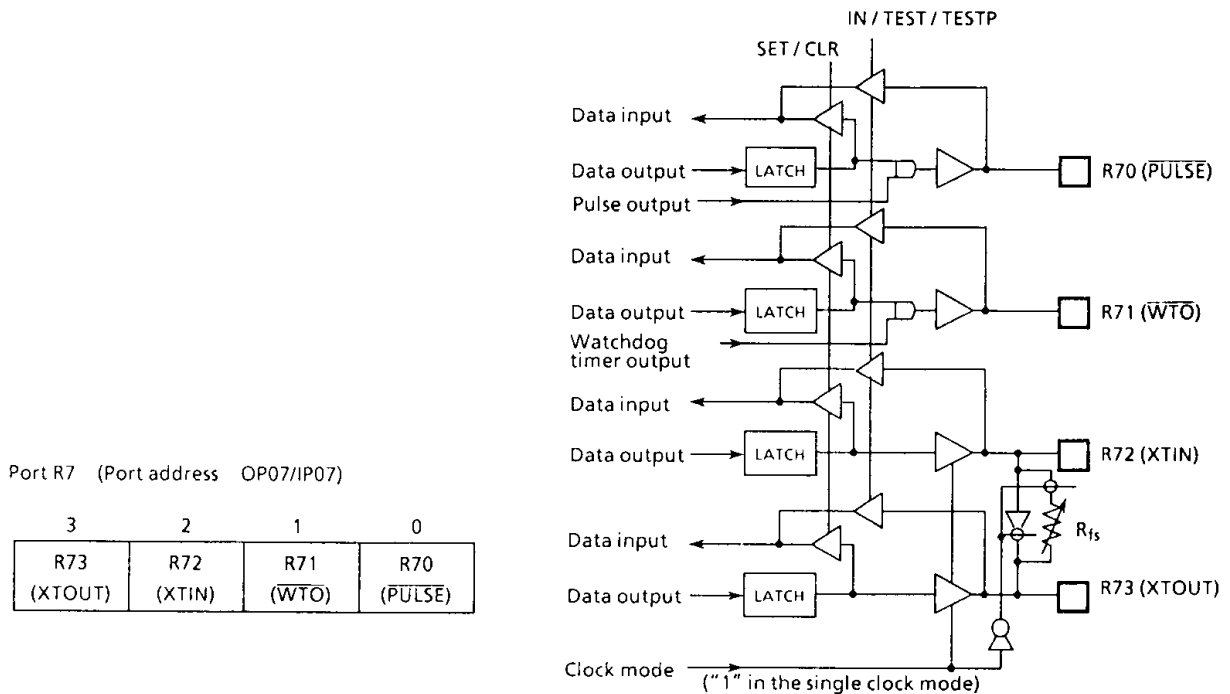 Port R7 (Port address OP07/IP07)
3 2 1 0
R73 R72 R71 R70
(XTOUT) (XTIN) (WTO) (PULSE)
IN / TEST / TESTP
SET / CLR
Data input
Data output
LATCH
R70 (PULSE)
Pulse output
Data input
Data output
LATCH
R71 (WTO)
Watchdog
timer output
Data input
Data output
LATCH
R72 (XTIN)
Rfs
Data input
Data output
LATCH
R73 (XTOUT)
Clock mode
("1" in the single clock mode)